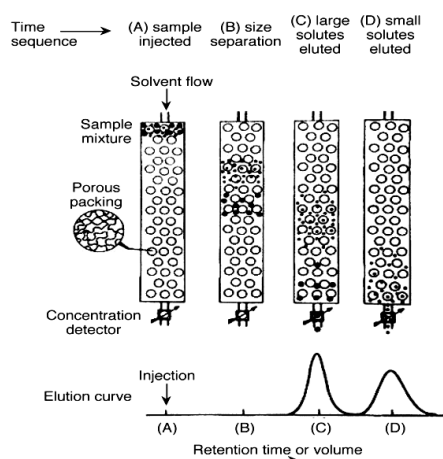 Time sequence
(A) sample injected
(B) size separation
(C) large solutes eluted
(D) small solutes eluted
Solvent flow
Sample mixture
Porous packing
Concentration detector
Injection
Elution curve
(A) (B) (C) (D)
Retention time or volume